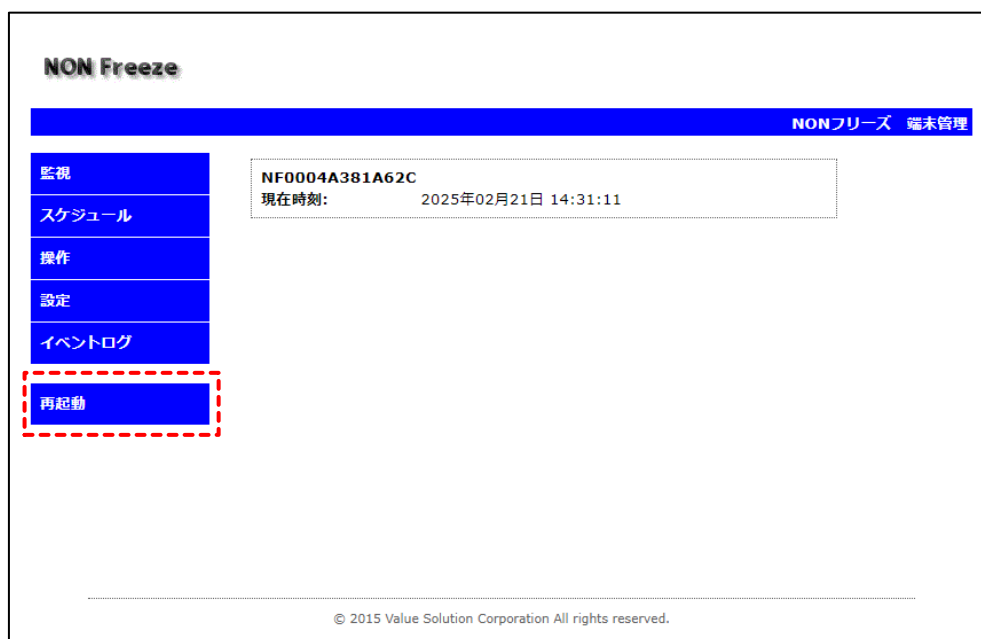 NON Freeze
NONフリーズ 端末管理
監視
スケジュール
操作
設定
イベントログ
再起動
NF0004A381A62C
現在時刻: 2025年02月21日 14:31:11
© 2015 Value Solution Corporation All rights reserved.